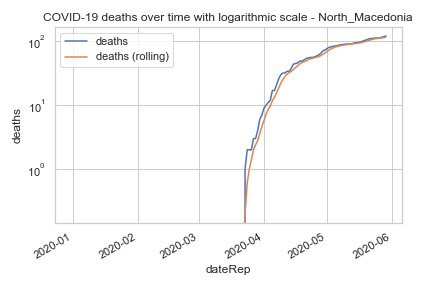 COVID-19 deaths over time with logarithmic scale - North_Macedonia
deaths
deaths (rolling)
10²
10¹
10⁰
deaths
2020-01
2020-02
2020-03
2020-04
2020-05
2020-06
dateRep